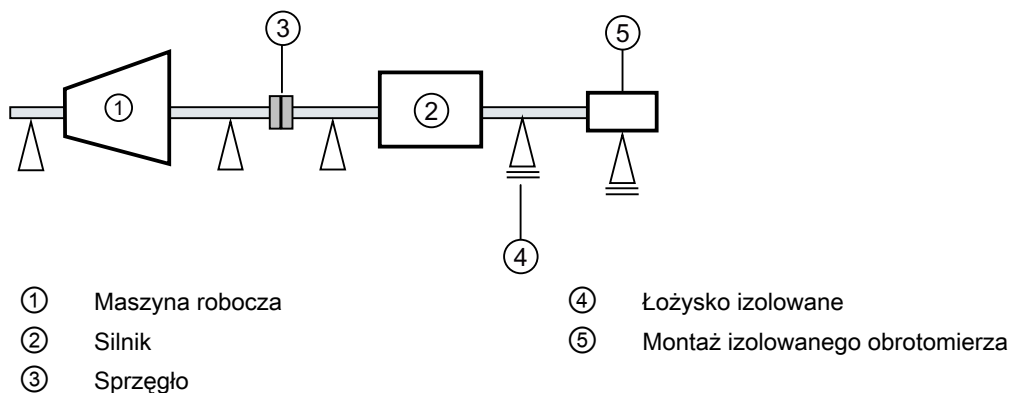 ③ ⑤
① ②
④
① Maszyna robocza
② Silnik
③ Sprzęgło
④ Łożysko izolowane
⑤ Montaż izolowanego obrotomierza